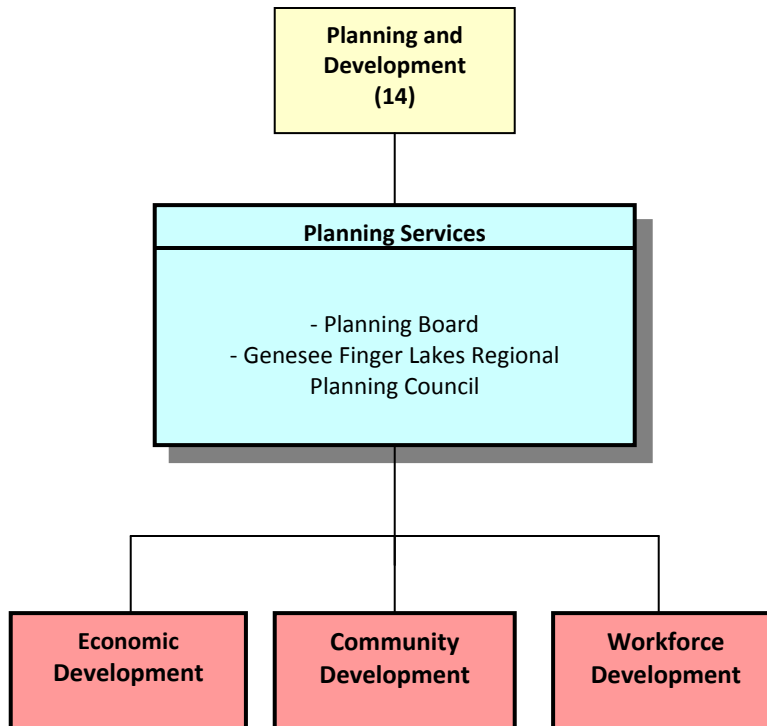 Planning and
Development
(14)
Planning Services
- Planning Board
- Genesee Finger Lakes Regional
Planning Council
Economic
Development
Community
Development
Workforce
Development